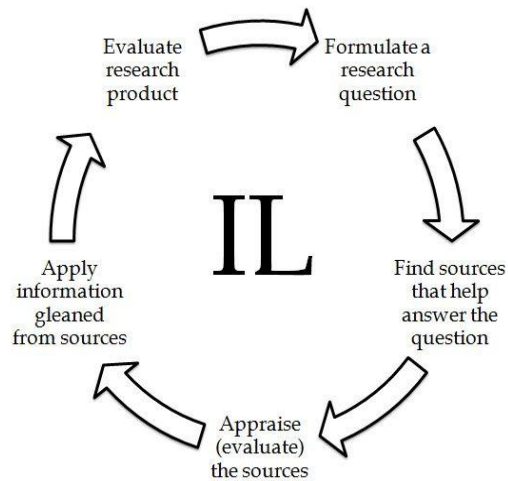 Evaluate
research
product
Formulate a
research
question
IL
Find sources
that help
answer the
question
Appraise
(evaluate)
the sources
Apply
information
gleaned
from sources